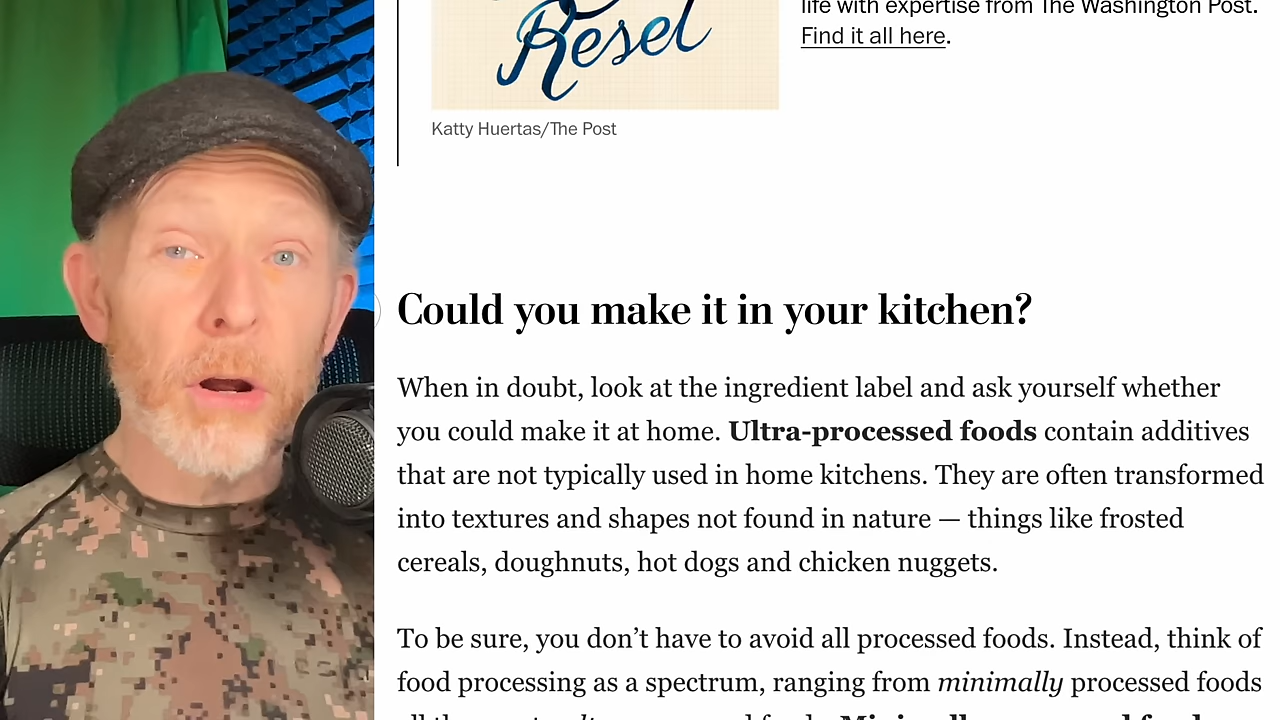 life with expertise from The Washington Post.
Find it all here.
Reset
Katty Huertas/The Post
Could you make it in your kitchen?
When in doubt, look at the ingredient label and ask yourself whether
you could make it at home. Ultra-processed foods contain additives
that are not typically used in home kitchens. They are often transformed
into textures and shapes not found in nature — things like frosted
cereals, doughnuts, hot dogs and chicken nuggets.
To be sure, you don’t have to avoid all processed foods. Instead, think of
food processing as a spectrum, ranging from minimally processed foods